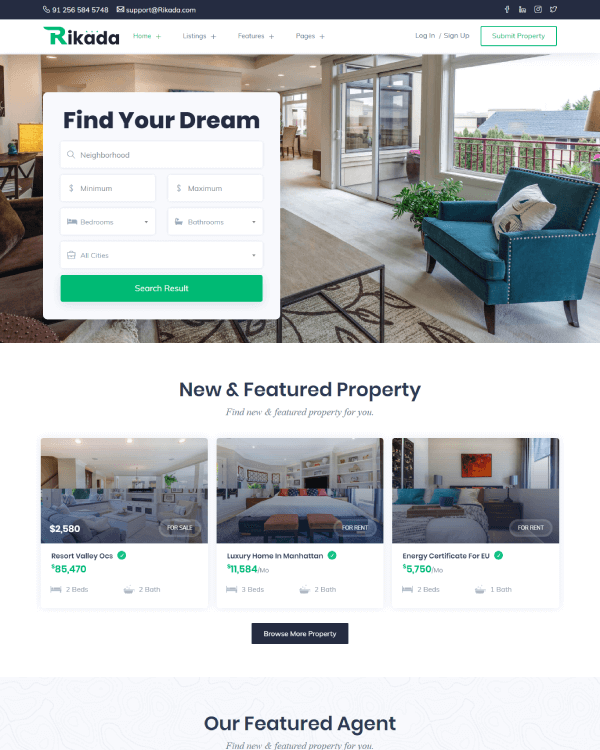 91 256 584 5748 support@Rikada.com
Rikada Home + Listings + Features + Pages + Log In / Sign Up Submit Property
Find Your Dream
Neighborhood
$ Minimum $ Maximum
Bedrooms Bathrooms
All Cities
Search Result
New & Featured Property
Find new & featured property for you.
$2,580 FOR SALE FOR RENT FOR RENT
Resort Valley Ocs Luxury Home In Manhattan Energy Certificate For EU
$85,470 $11,584/Mo $5,750/Mo
2 Beds 2 Bath 3 Beds 2 Bath 2 Beds 1 Bath
Browse More Property
Our Featured Agent
Find new & featured property for you.